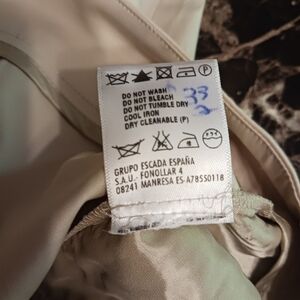 P
DO NOT WASH
DO NOT BLEACH
DO NOT TUMBLE DRY
COOL IRON
DRY CLEANABLE (P)
33
GRUPO ESCADA ESPAÑA
S.A.U.- FONOLLAR 4
08241 MANRESA ES-A78550118